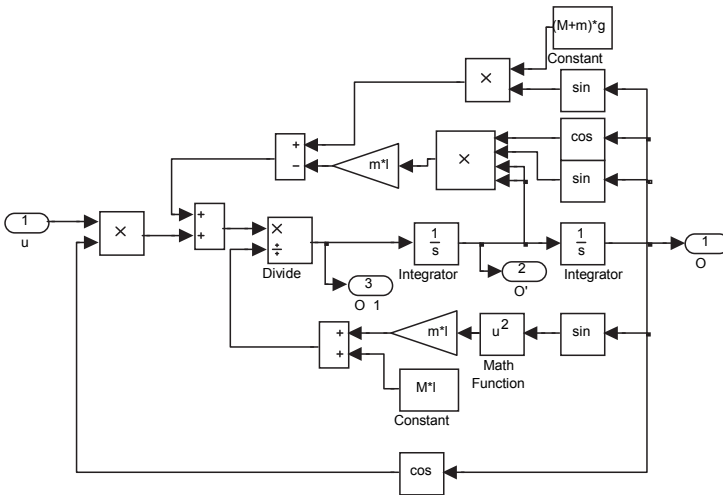 (M+m)*g
Constant
×
sin
cos
+
−
m*l
×
sin
1
u
×
+
+
×
÷
Divide
1
s
Integrator
1
s
Integrator
1
O
3
O 1
2
O'
+
+
m*l
u2
Math
Function
sin
M*l
Constant
cos